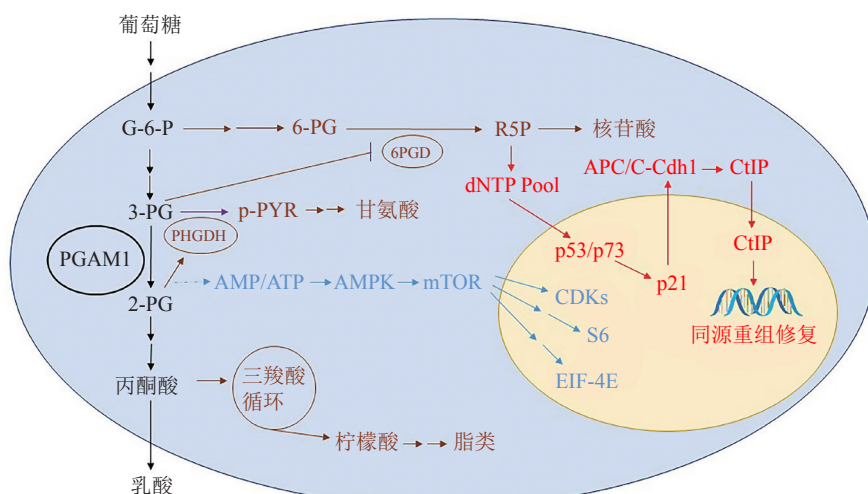 葡萄糖
G-6-P
6-PG
R5P
核苷酸
6PGD
dNTP Pool
APC/C-Cdh1
CtIP
3-PG
p-PYR
甘氨酸
PHGDH
PGAM1
p53/p73
CtIP
p21
AMP/ATP
AMPK
mTOR
CDKs
2-PG
S6
同源重组修复
EIF-4E
丙酮酸
三羧酸
循环
柠檬酸
脂类
乳酸